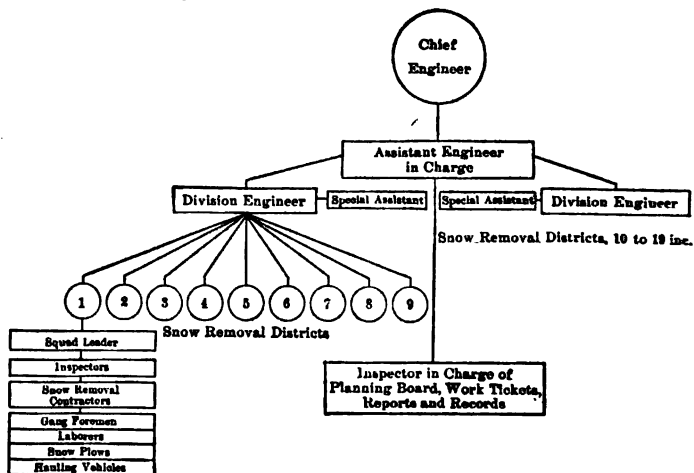 Chief
Engineer
Assistant Engineer
in Charge
Division Engineer
Special Assistant
Special Assistant
Division Engineer
Snow Removal Districts, 10 to 19 inc.
1 2 3 4 5 6 7 8 9
Snow Removal Districts
Squad Leader
Inspectors
Snow Removal
Contractors
Gang Foremen
Laborers
Snow Plows
Hauling Vehicles
Inspector in Charge of
Planning Board, Work Tickets,
Reports and Records